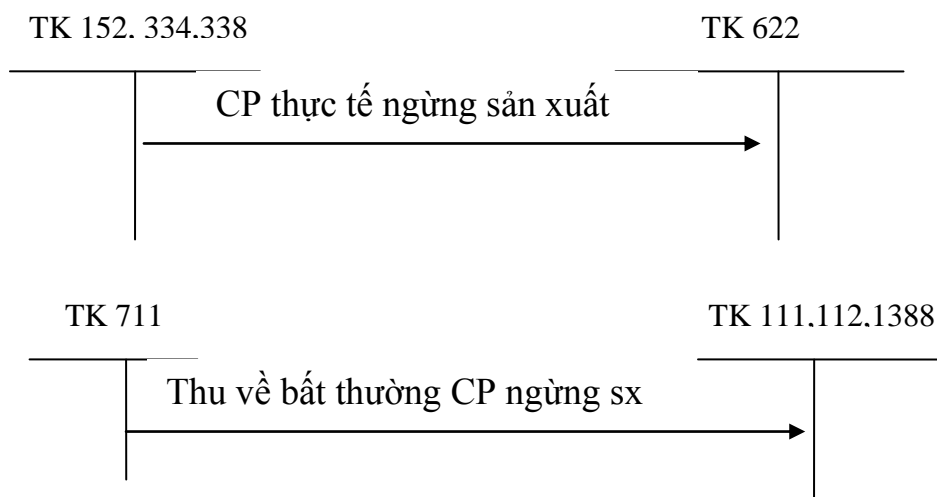 TK 152, 334,338
TK 622
CP thực tế ngừng sản xuất
TK 711
TK 111,112,1388
Thu về bất thường CP ngừng sx